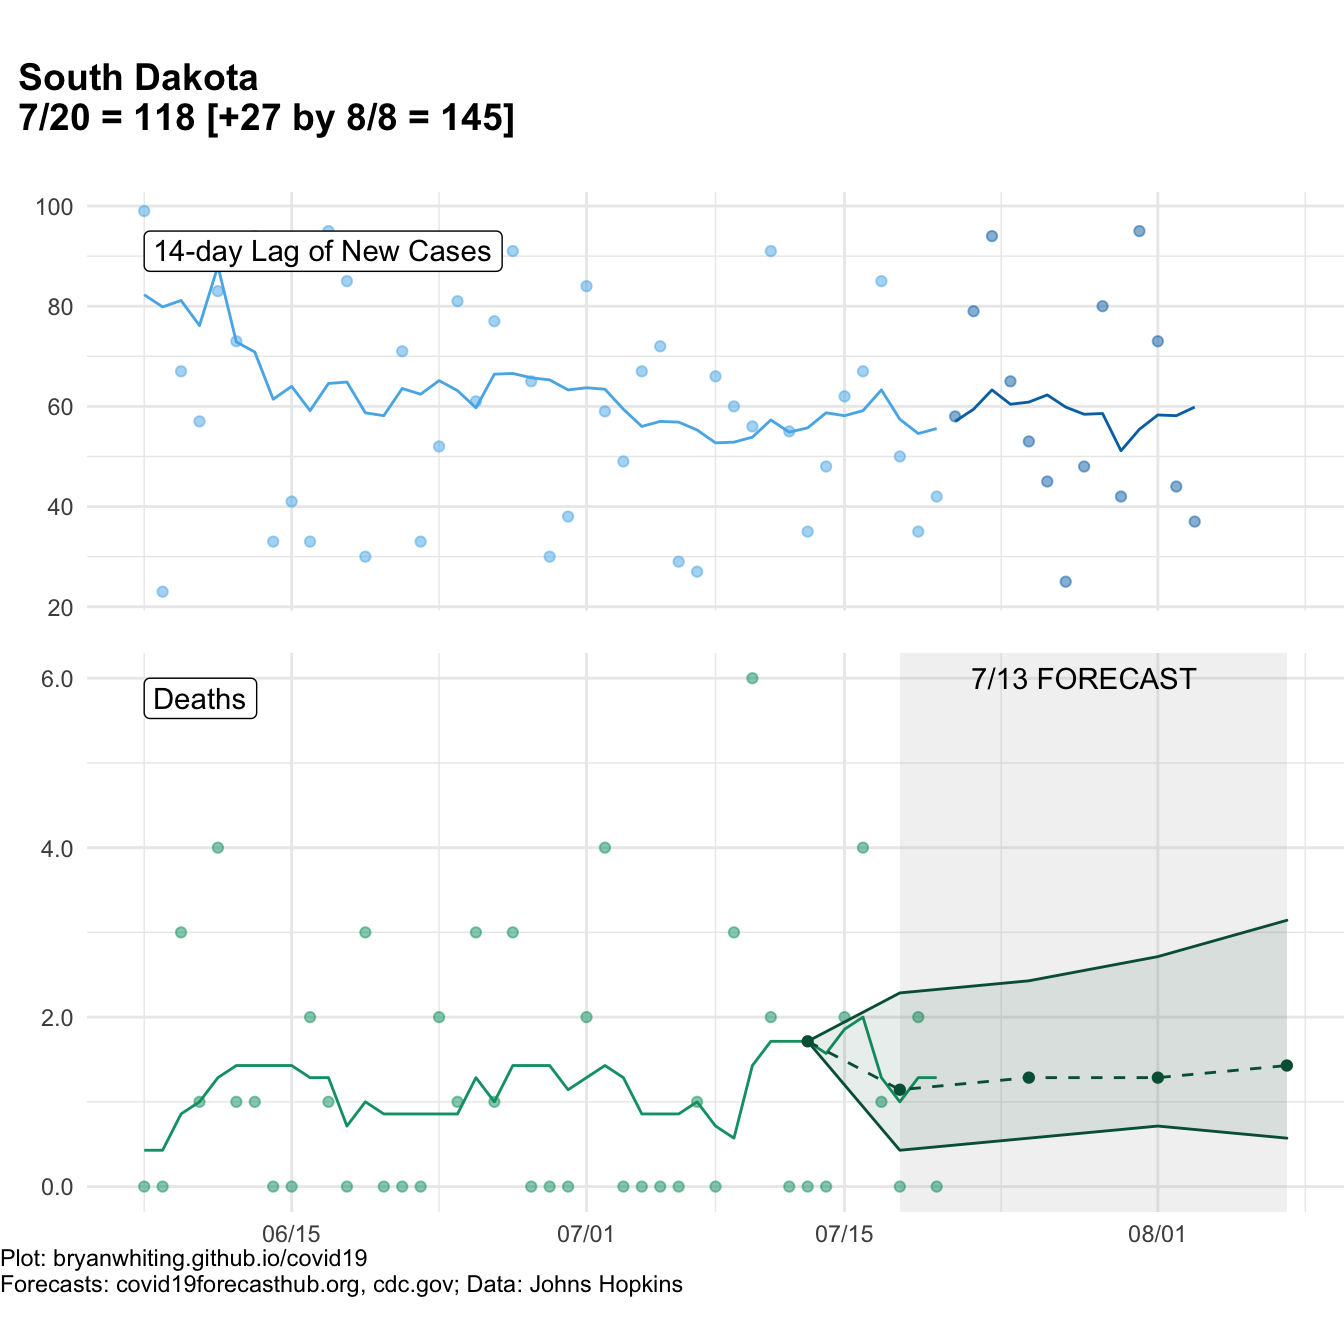 South Dakota
7/20 = 118 [+27 by 8/8 = 145]
100
80
60
40
20
14-day Lag of New Cases
6.0
4.0
2.0
0.0
Deaths
7/13 FORECAST
06/15
07/01
07/15
08/01
Plot: bryanwhiting.github.io/covid19
Forecasts: covid19forecasthub.org, cdc.gov; Data: Johns Hopkins